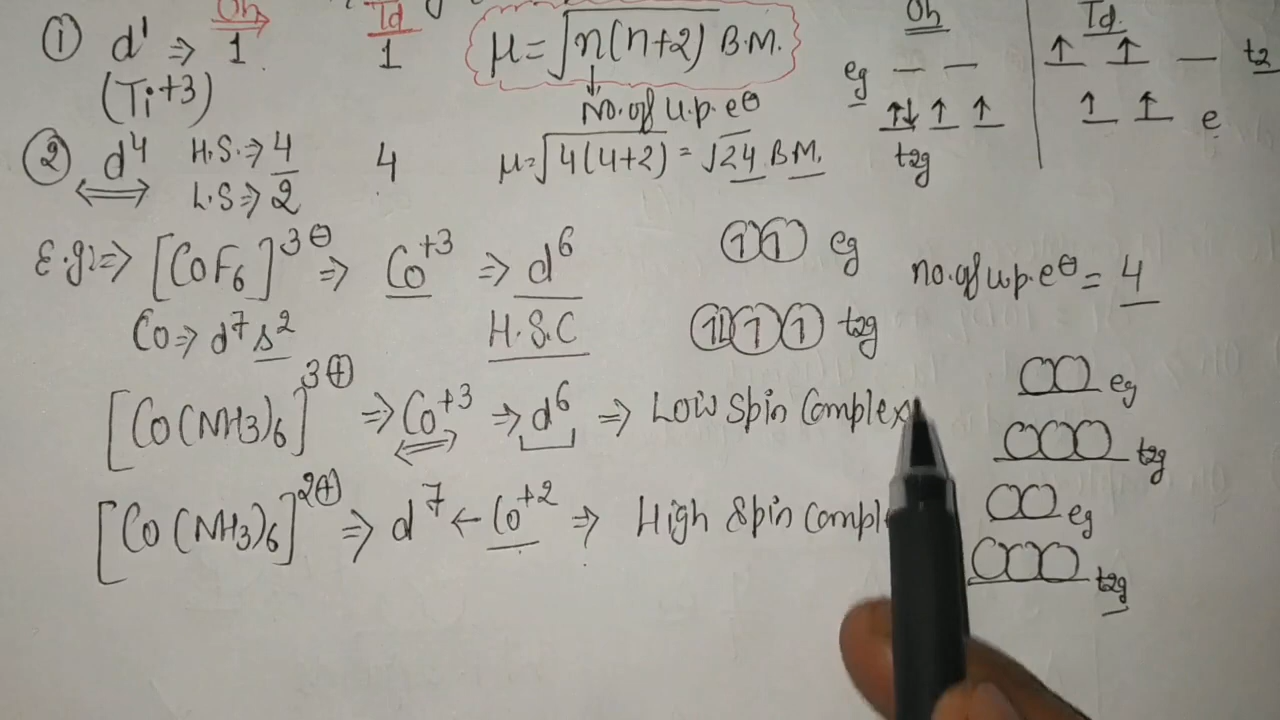 Oh Td Oh Td.
① d¹ ⇒ 1 1 μ = √n(n+2) B.M.
(Ti+3) No. of u.p. e⊖
eg t2
t2g e
② d⁴ H.S. ⇒ 4 4 μ = √4(4+2) = √24 BM.
L.S ⇒ 2
E.g. ⇒ [CoF6]³⊖ ⇒ Co+3 ⇒ d⁶ eg no. of u.p. e⊖ = 4
Co ⇒ d⁷s² H.S.C t2g
[Co(NH3)6]³⊕ ⇒ Co+3 ⇒ d⁶ ⇒ Low Spin Complex eg
t2g
[Co(NH3)6]²⊕ ⇒ d⁷ ← Co+2 ⇒ High Spin Compl eg
t2g